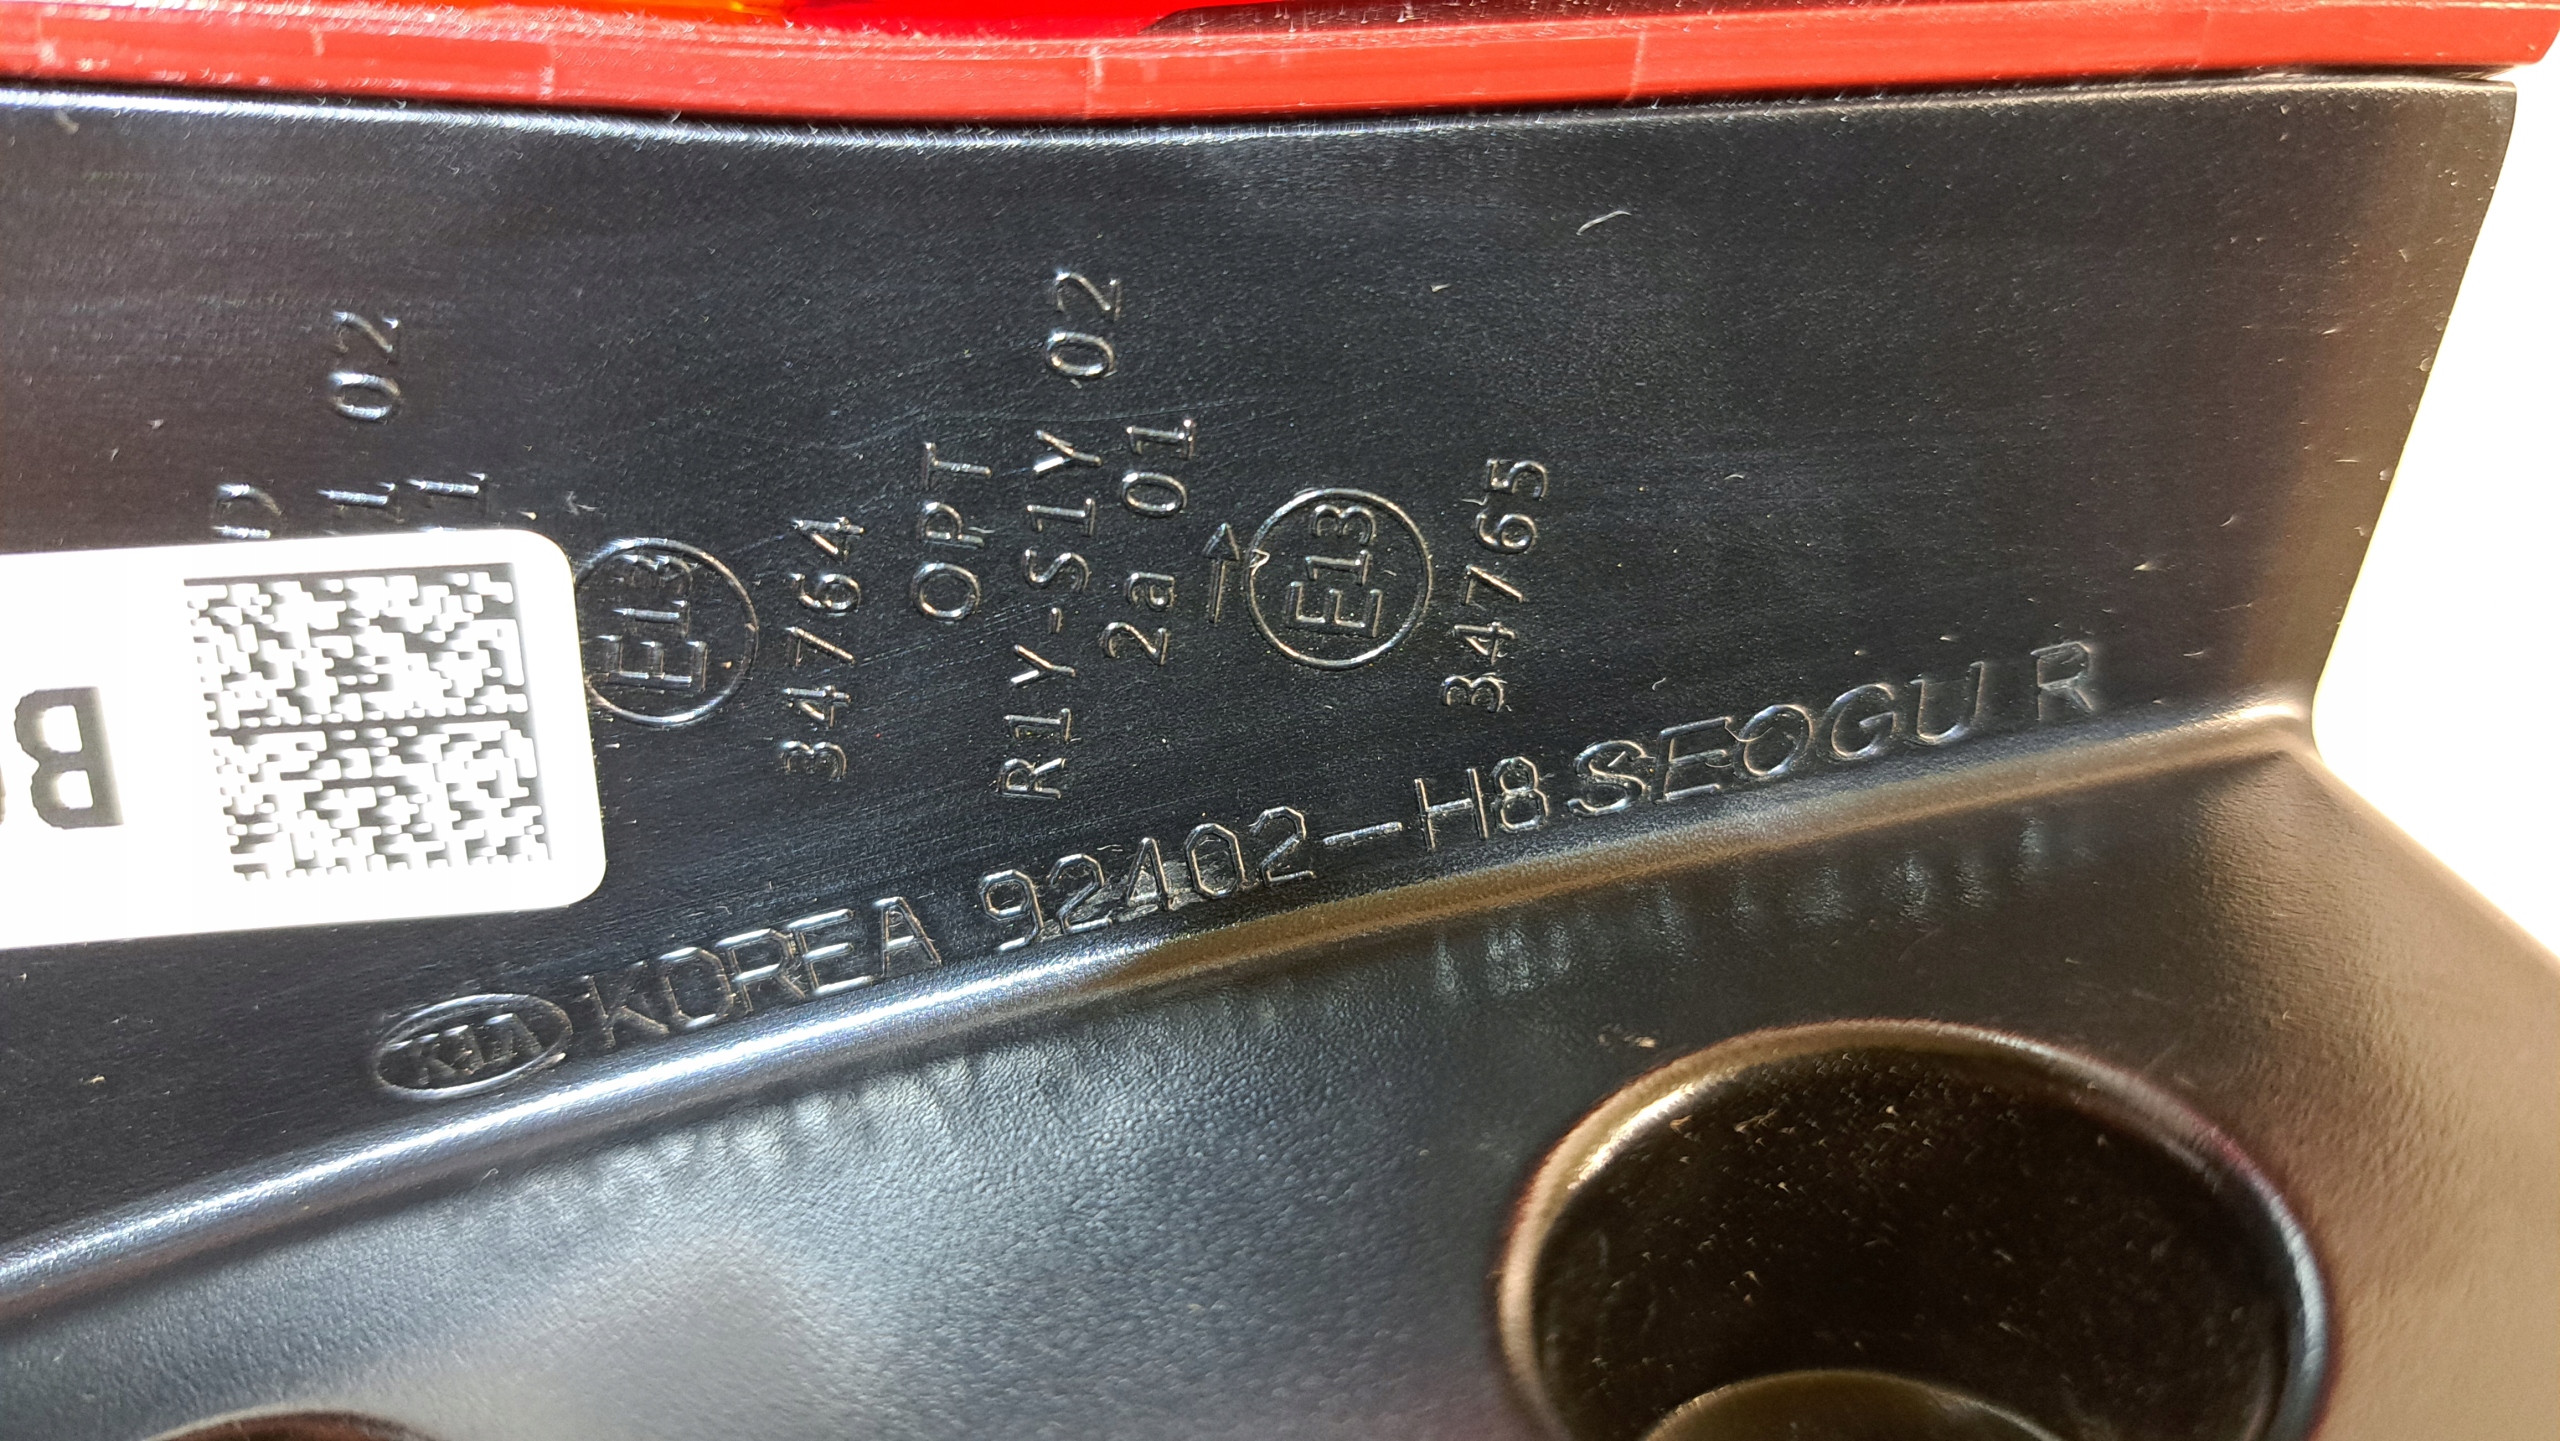 02
E13
34764
OPT
R1Y-S1Y 02
2a 01
E13
34765
KIA KOREA 92402-H8 SEOGU R
B